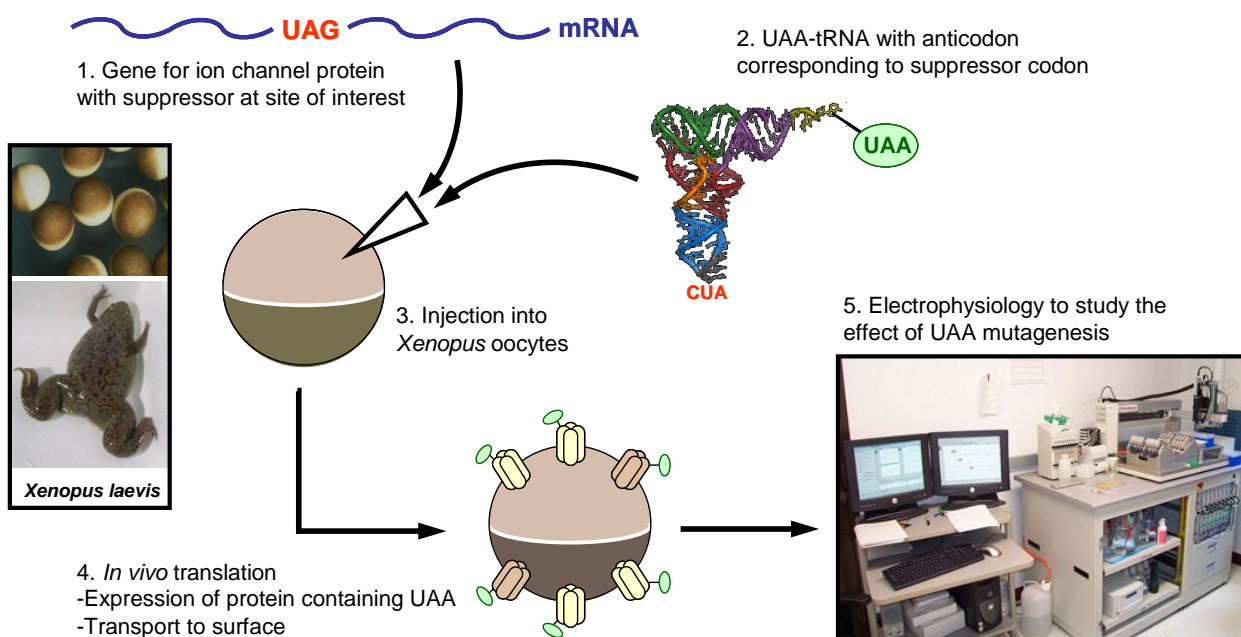 UAG
mRNA
1. Gene for ion channel protein
with suppressor at site of interest
2. UAA-tRNA with anticodon
corresponding to suppressor codon
UAA
CUA
3. Injection into
Xenopus oocytes
Xenopus laevis
4. In vivo translation
-Expression of protein containing UAA
-Transport to surface
5. Electrophysiology to study the
effect of UAA mutagenesis